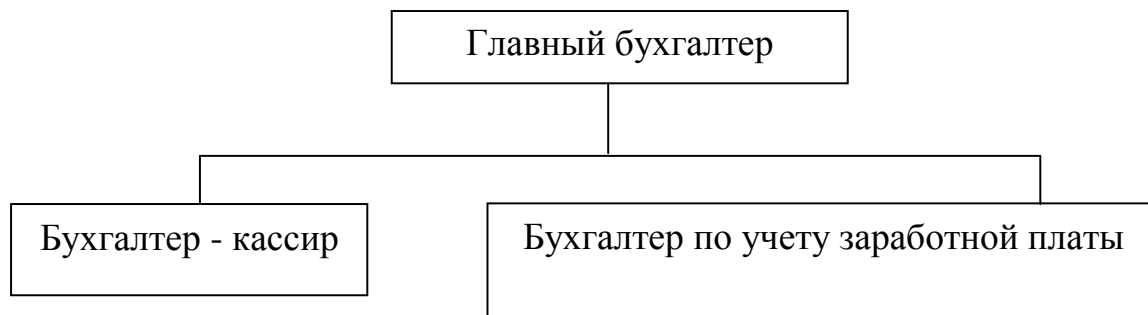 Главный бухгалтер
Бухгалтер - кассир
Бухгалтер по учету заработной платы